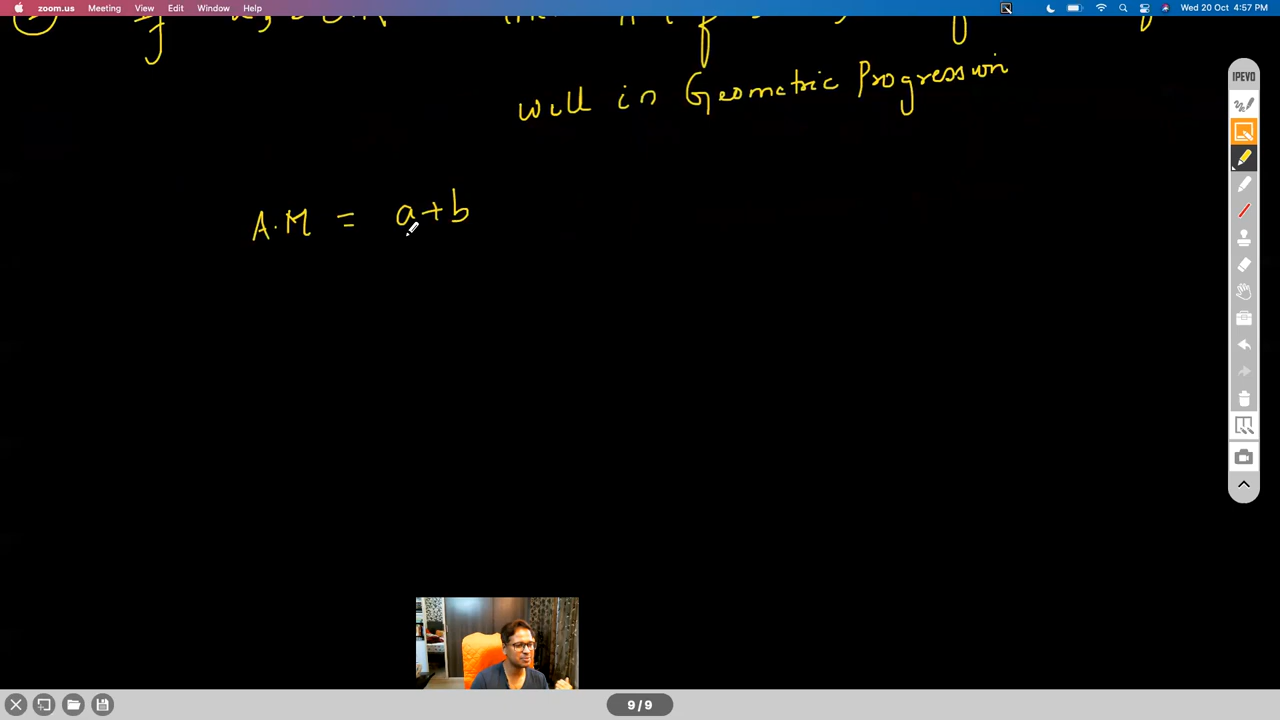 zoom.us Meeting View Edit Window Help Wed 20 Oct 4:57 PM
IPEVO
If
will in Geometric Progression
A.M = a+b
9/9